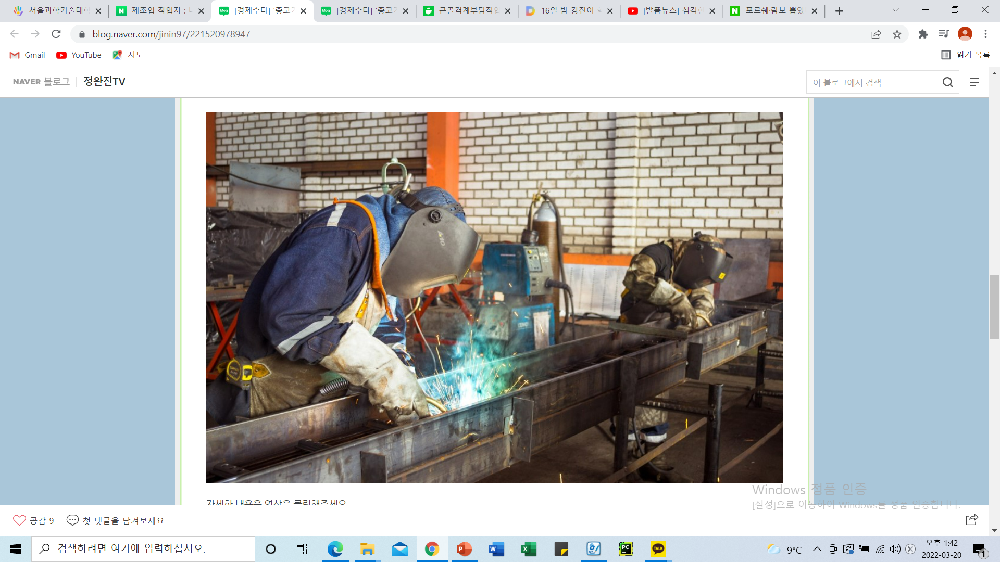 서울과학기술대학
제조업 작업자 : 네
[경제수다] '중고기
[경제수다] '중고기
근골격계부담작업
16일 밤 강진이 학
[발품뉴스] 심각한
포르쉐·람보 뽑았
blog.naver.com/jinin97/221520978947
Gmail
YouTube
지도
읽기 목록
NAVER 블로그
정완진TV
이 블로그에서 검색
자세한 내용은 영상을 클릭해주세요
Windows 정품 인증
[설정]으로 이동하여 Windows를 정품 인증합니다.
공감 9
첫 댓글을 남겨보세요
검색하려면 여기에 입력하십시오.
9°C
오후 1:42
2022-03-20
1